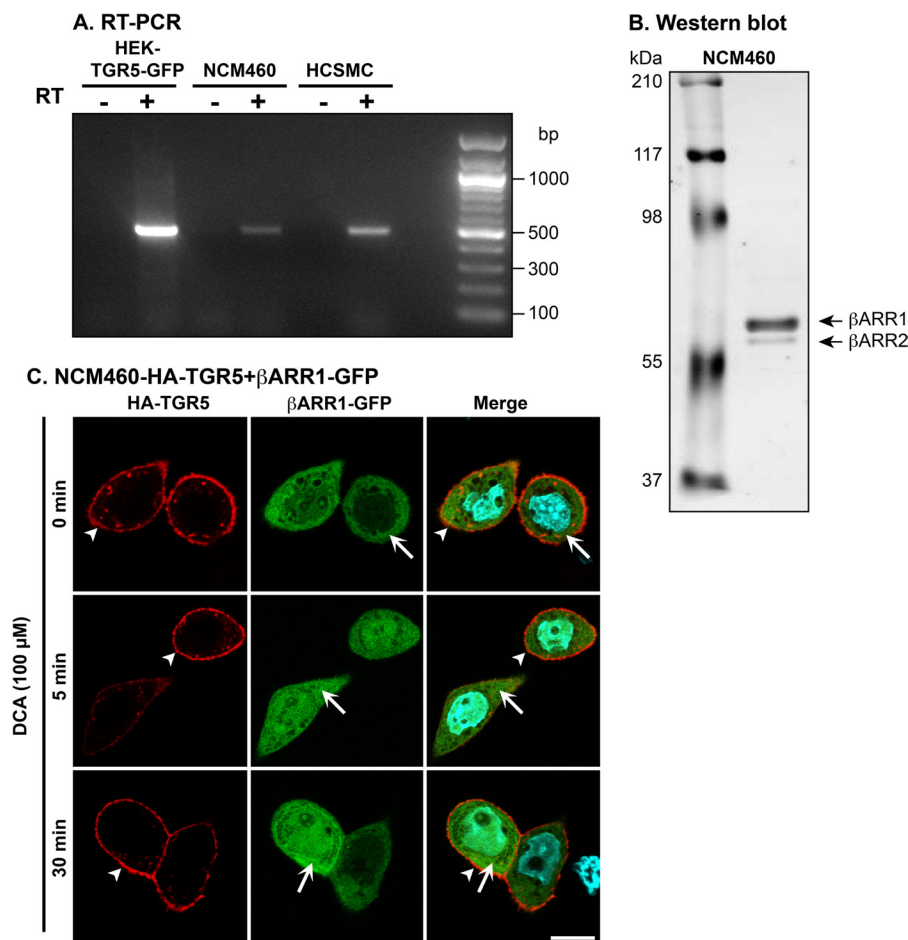 A. RT-PCR
HEK-
TGR5-GFP NCM460 HCSMC
RT - + - + - +
bp
1000
500
300
100
B. Western blot
kDa NCM460
210
117
98
βARR1
βARR2
55
37
C. NCM460-HA-TGR5+βARR1-GFP
HA-TGR5 βARR1-GFP Merge
0 min
5 min
30 min
DCA (100 µM)